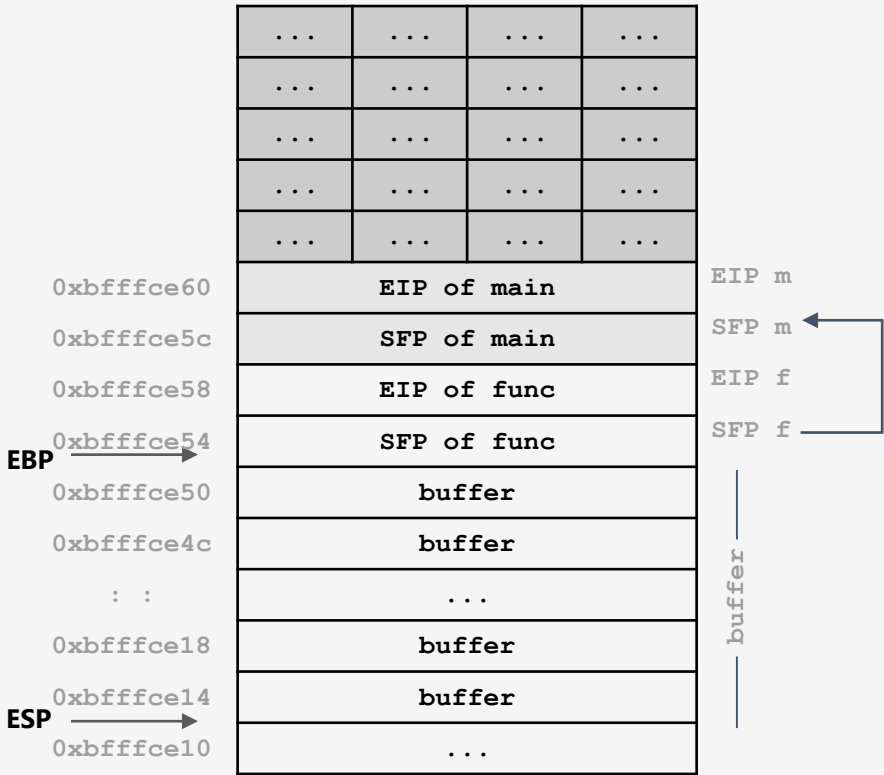 ... ... ... ...
... ... ... ...
... ... ... ...
... ... ... ...
... ... ... ...
0xbfffce60 EIP of main EIP m
0xbfffce5c SFP of main SFP m
0xbfffce58 EIP of func EIP f
0xbfffce54 SFP of func SFP f
EBP
0xbfffce50 buffer
0xbfffce4c buffer
: : ...
buffer
0xbfffce18 buffer
0xbfffce14 buffer
ESP
0xbfffce10 ...